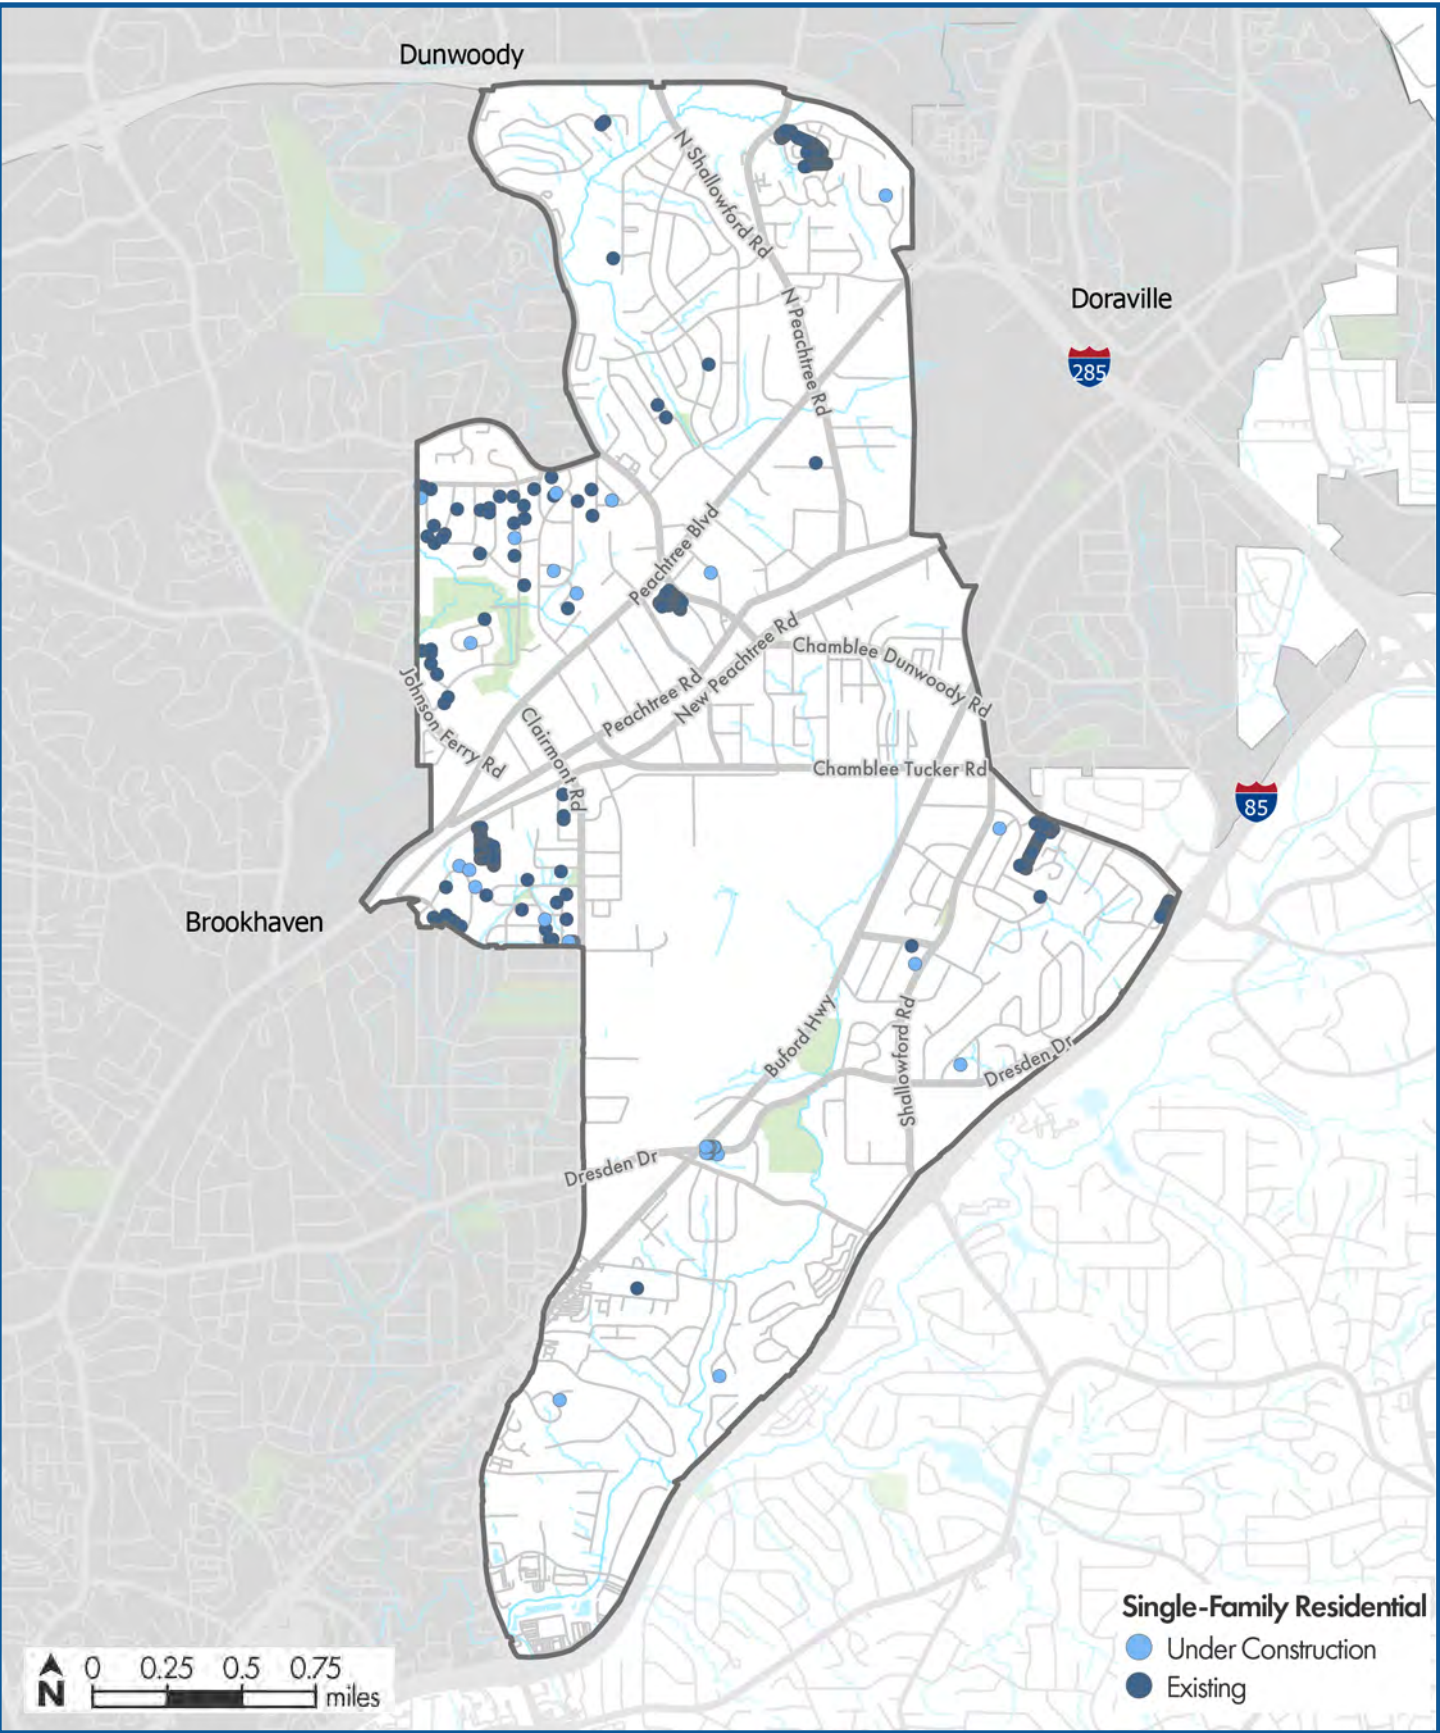 Dunwoody
N Shallowford Rd
Doraville
285
N Peachtree Rd
Peachtree Blvd
Chamblee Dunwoody Rd
Peachtree Rd
New Peachtree Rd
Johnson Ferry Rd
Clairmont Rd
Chamblee Tucker Rd
85
Brookhaven
Buford Hwy
Shallowford Rd
Dresden Dr
Dresden Dr
Single-Family Residential
Under Construction
Existing
N
0 0.25 0.5 0.75
miles